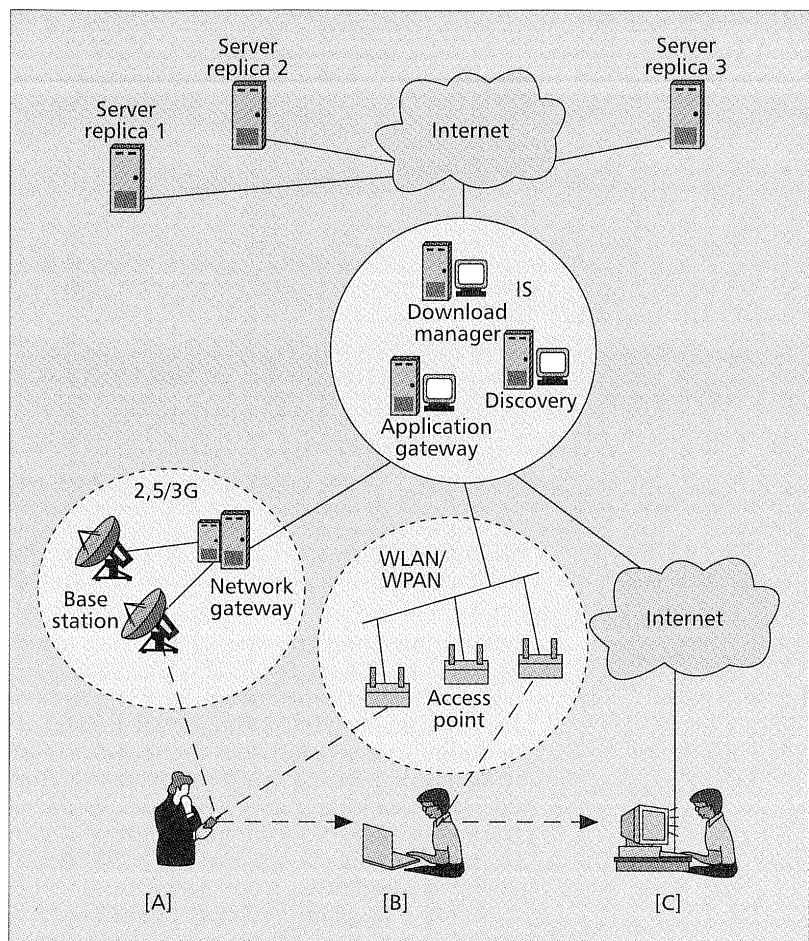 Server
replica 2
Server
replica 3
Server
replica 1
Internet
IS
Download
manager
Discovery
Application
gateway
2,5/3G
Base
station
Network
gateway
WLAN/
WPAN
Access
point
Internet
[A]
[B]
[C]